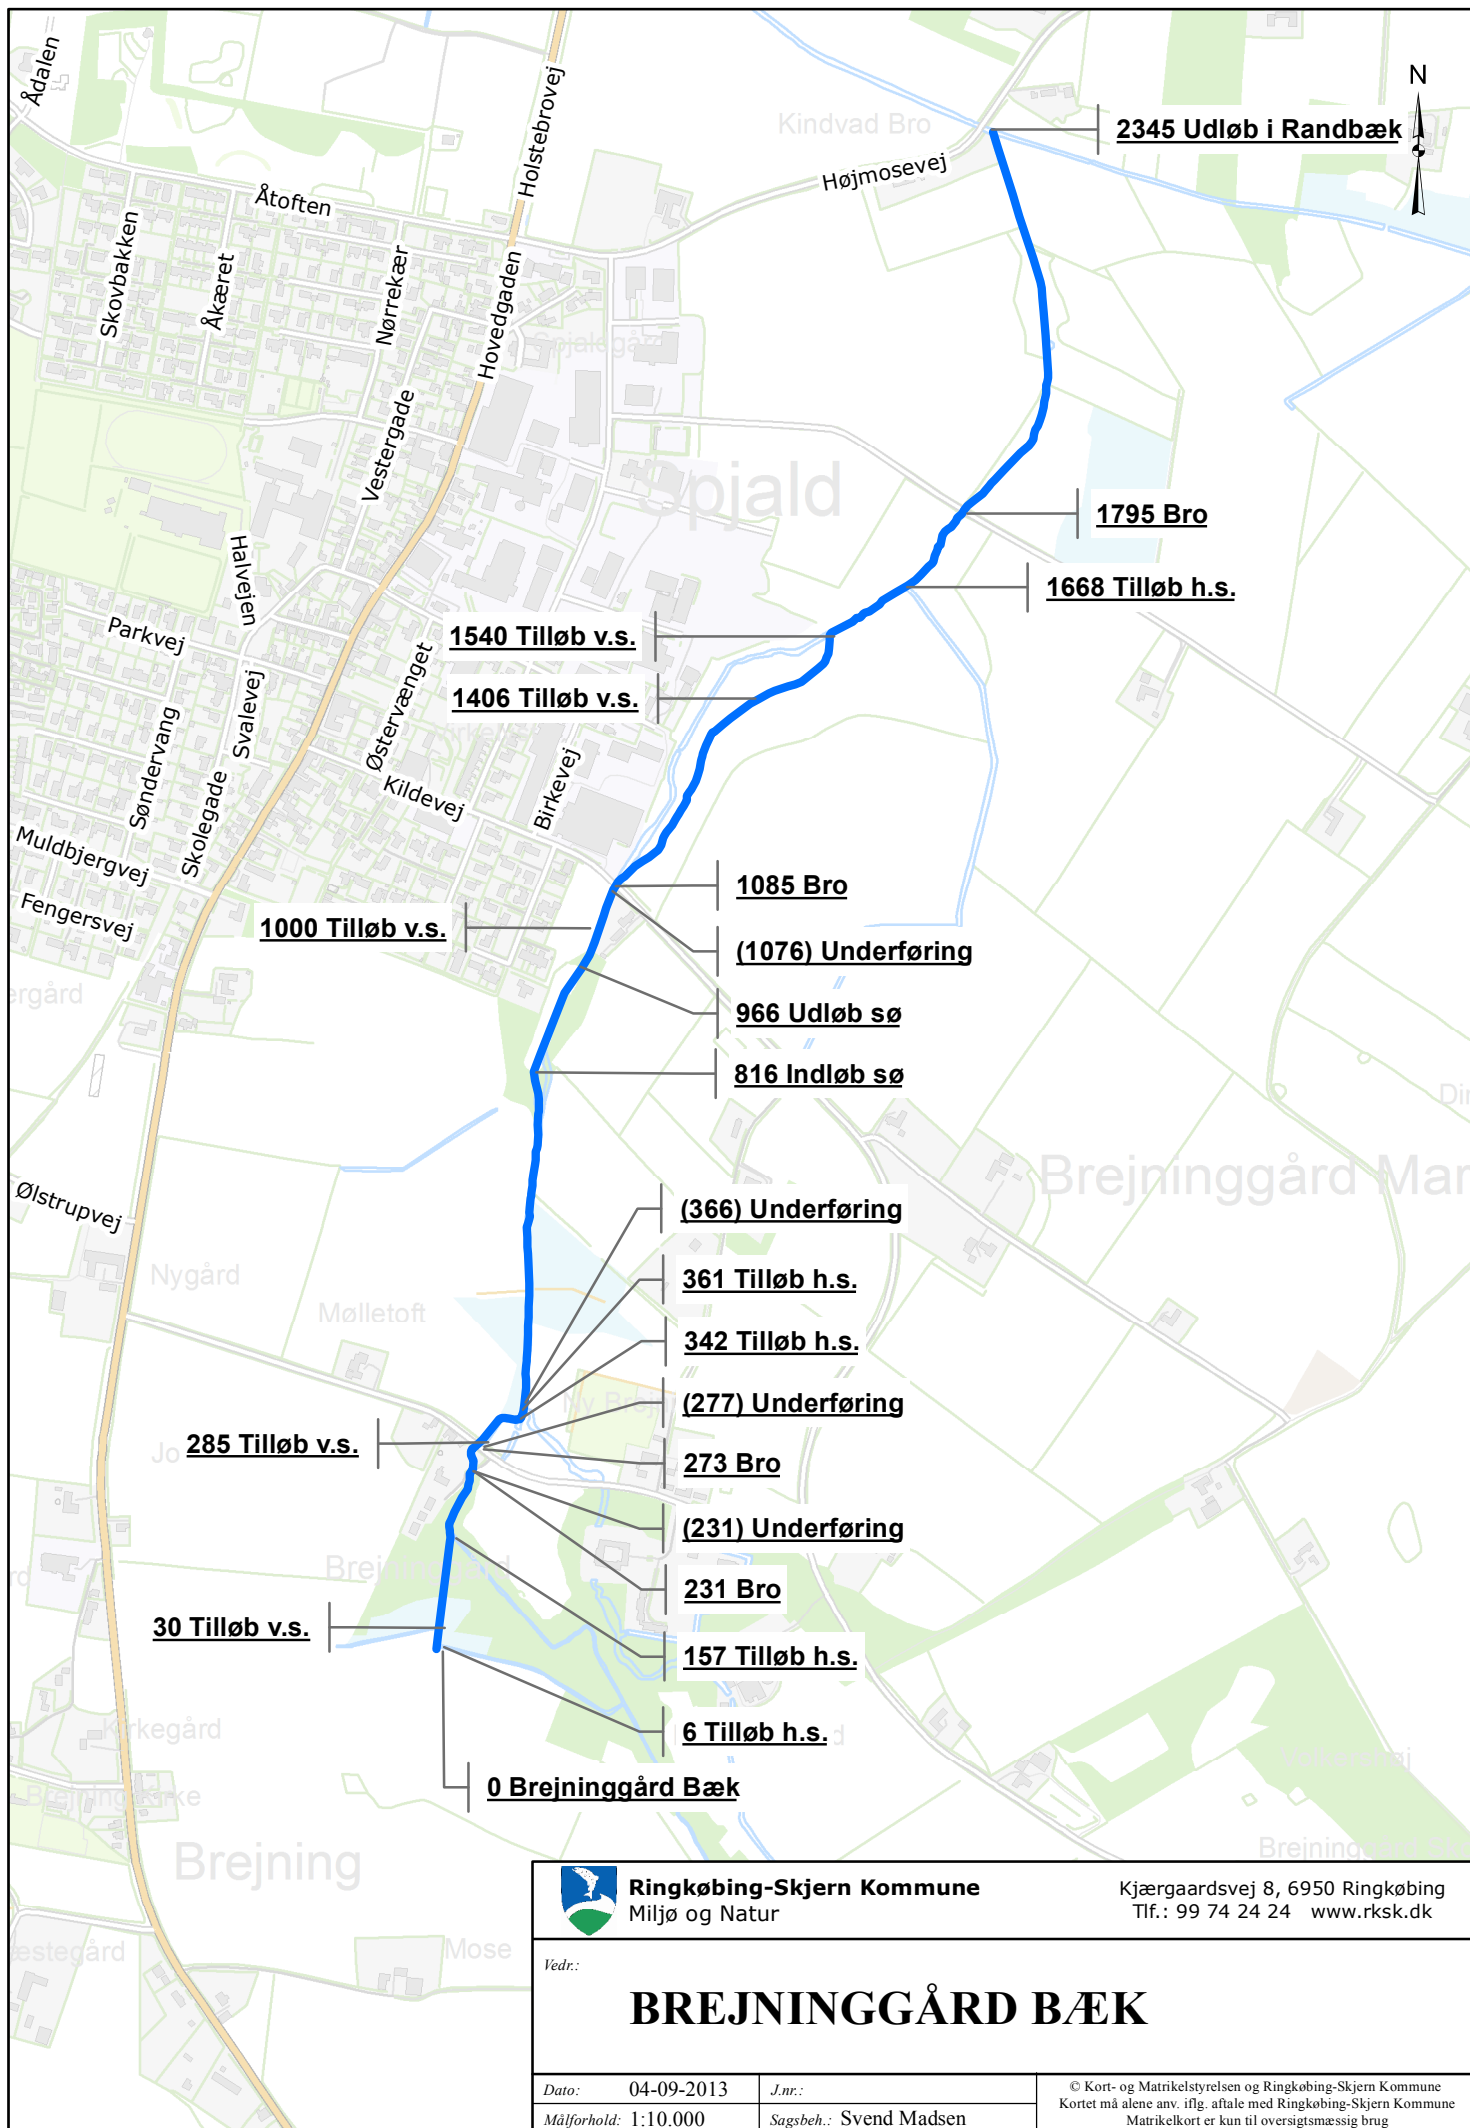 Ådalen
Holstebrovej
Kindvad Bro
2345 Udløb i Randbæk
N
Højmosevej
Åtoften
Skovbakken
Åkæret
Nørrekær
Hovedgaden
Vestergade
Spjald
1795 Bro
1668 Tilløb h.s.
Halvejen
Parkvej
1540 Tilløb v.s.
1406 Tilløb v.s.
Østervænget
Svalevej
Søndervang
Skolegade
Kildevej
Birkevej
Muldbjergvej
Fengersvej
1085 Bro
1000 Tilløb v.s.
(1076) Underføring
966 Udløb sø
816 Indløb sø
Brejninggård Mar
Ølstrupvej
(366) Underføring
Nygård
361 Tilløb h.s.
Mølletoft
342 Tilløb h.s.
(277) Underføring
285 Tilløb v.s.
273 Bro
(231) Underføring
231 Bro
30 Tilløb v.s.
157 Tilløb h.s.
6 Tilløb h.s.
Kirkegård
0 Brejninggård Bæk
Brejning Kirke
Brejning
Mose
Ringkøbing-Skjern Kommune
Miljø og Natur
Kjærgaardsvej 8, 6950 Ringkøbing
Tlf.: 99 74 24 24 www.rksk.dk
Vedr.:
BREJNINGGÅRD BÆK
Dato: 04-09-2013
J.nr.:
Målforhold: 1:10.000
Sagsbeh.: Svend Madsen
© Kort- og Matrikelstyrelsen og Ringkøbing-Skjern Kommune
Kortet må alene anv. iflg. aftale med Ringkøbing-Skjern Kommune
Matrikelkort er kun til oversigtsmæssig brug